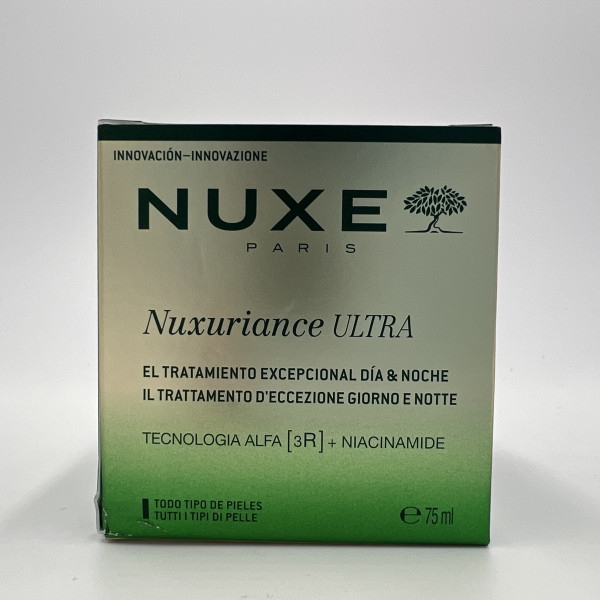 INNOVACIÓN–INNOVAZIONE
NUXE
PARIS
Nuxuriance ULTRA
EL TRATAMIENTO EXCEPCIONAL DÍA & NOCHE
IL TRATTAMENTO D'ECCEZIONE GIORNO E NOTTE
TECNOLOGIA ALFA [3R] + NIACINAMIDE
TODO TIPO DE PIELES
TUTTI I TIPI DI PELLE
℮ 75 ml